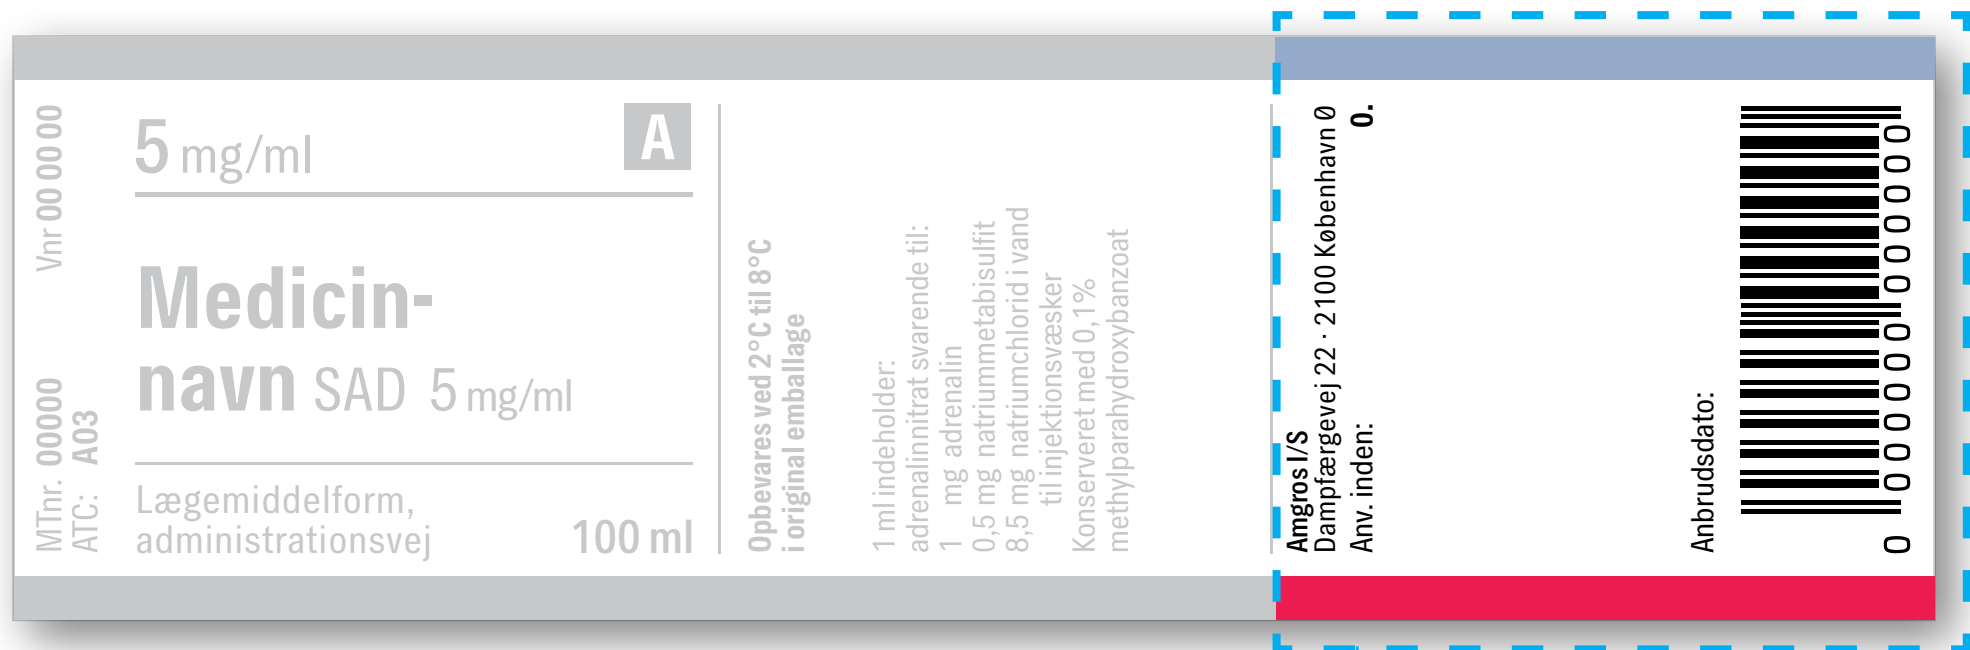 Vnr 00 00 00
MTnr. 00000
ATC: A03
5 mg/ml
A
Medicin-
navn SAD 5 mg/ml
Lægemiddelform,
administrationsvej
100 ml
Opbevares ved 2°C til 8°C
i original emballage
1 ml indeholder:
adrenalinnitrat svarende til:
1 mg adrenalin
0,5 mg natriummetabisulfit
8,5 mg natriumchlorid i vand
til injektionsvæsker
Konserveret med 0,1%
methylparahydroxybanzoat
Amgros I/S
Dampfærgevej 22 · 2100 København Ø
Anv. inden: 0.
Anbrudsdato:
0 000000 000000